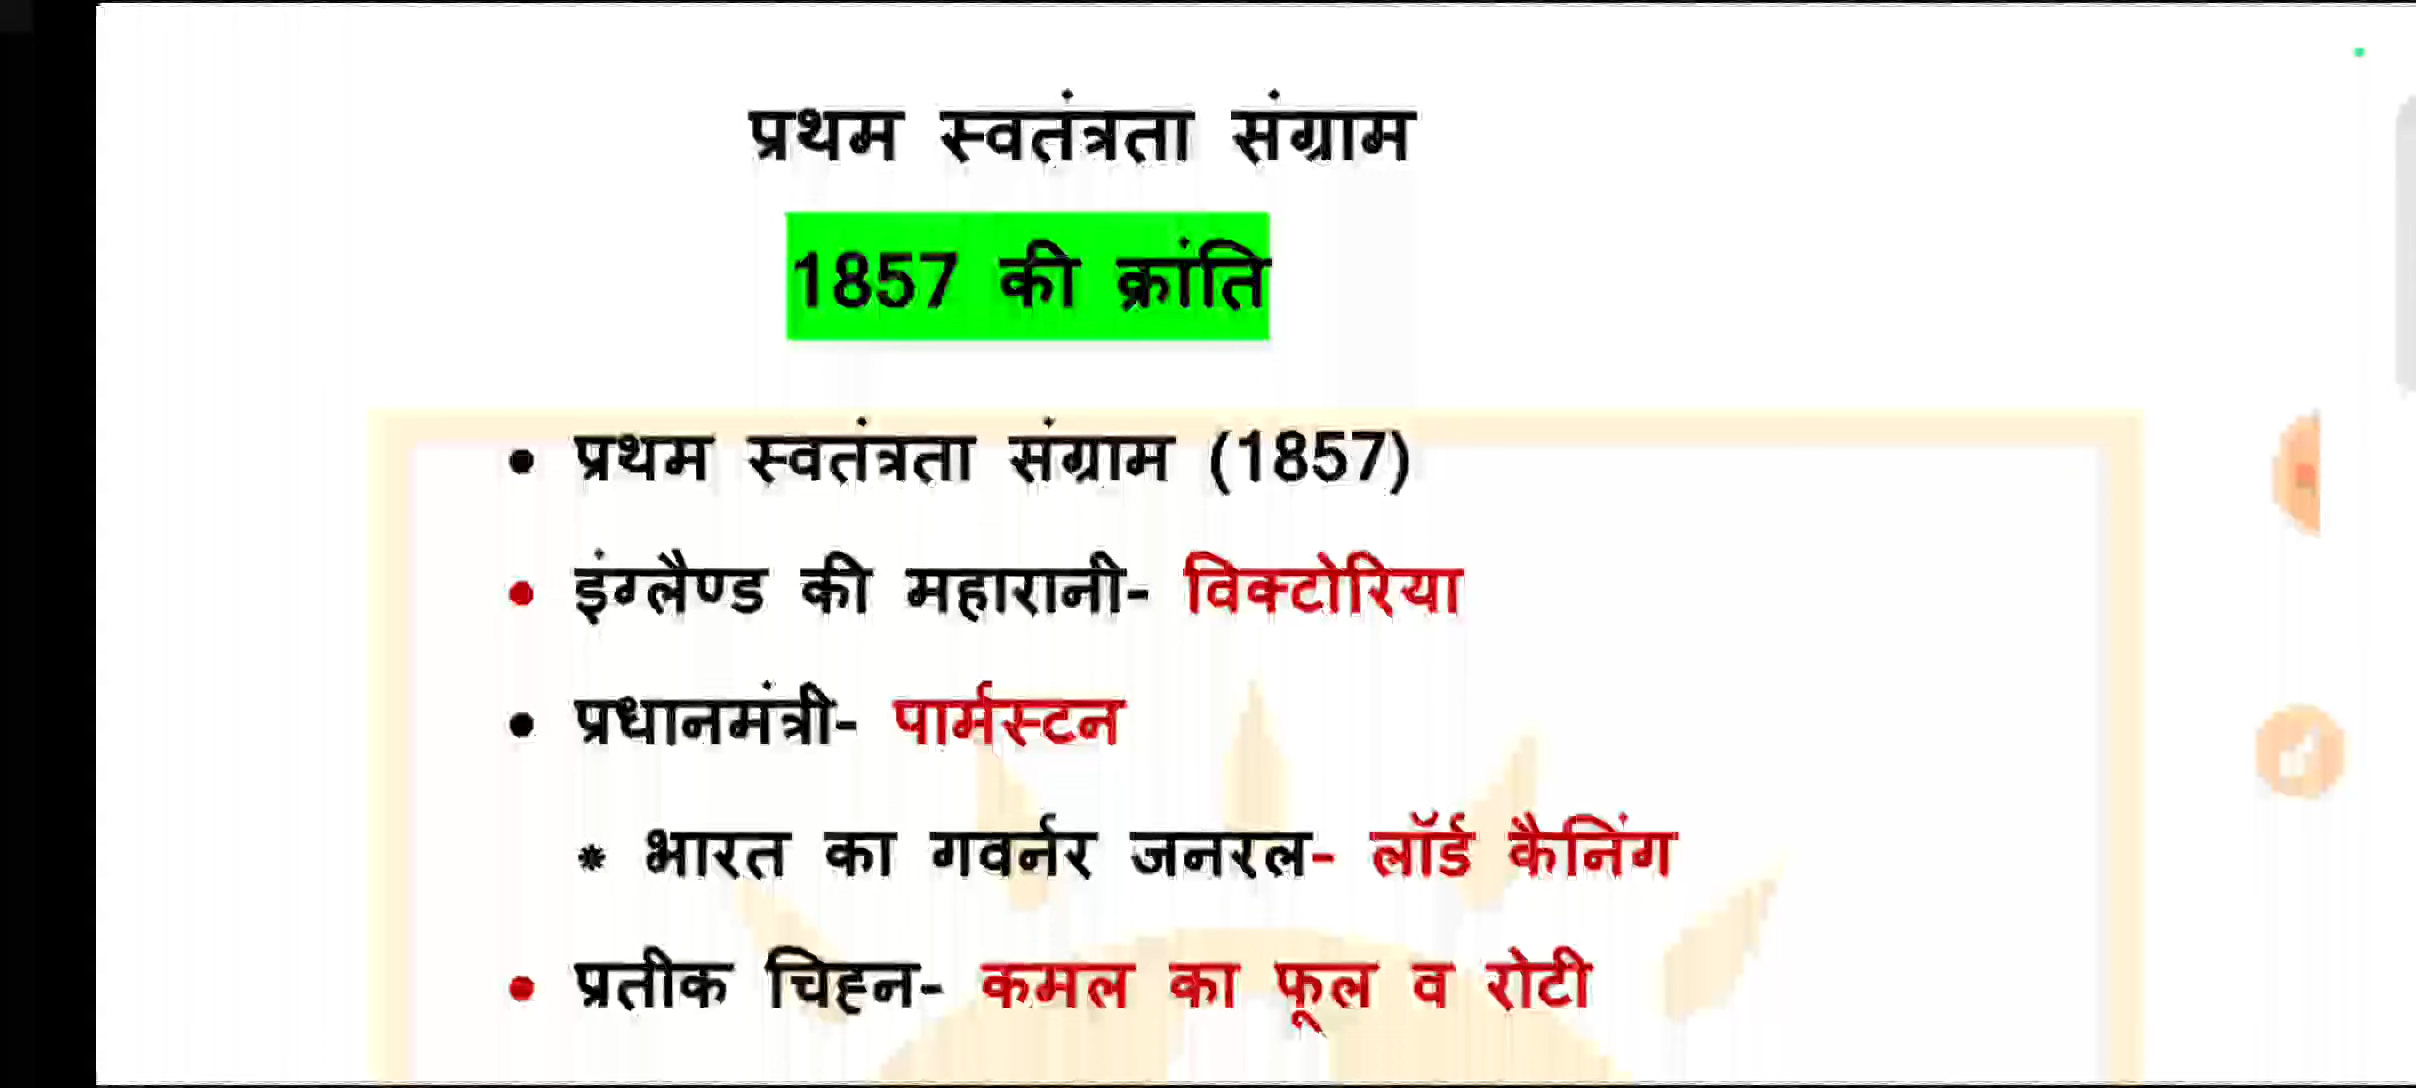 प्रथम स्वतंत्रता संग्राम
1857 की क्रांति
• प्रथम स्वतंत्रता संग्राम (1857)
• इंग्लैण्ड की महारानी- विक्टोरिया
• प्रधानमंत्री- पार्मस्टन
* भारत का गवर्नर जनरल- लॉर्ड कैनिंग
• प्रतीक चिह्न- कमल का फूल व रोटी